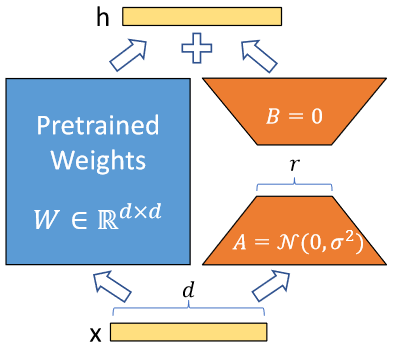 h
Pretrained
Weights
W ∈ ℝ^{d×d}
B = 0
r
A = 𝒩(0, σ²)
d
x